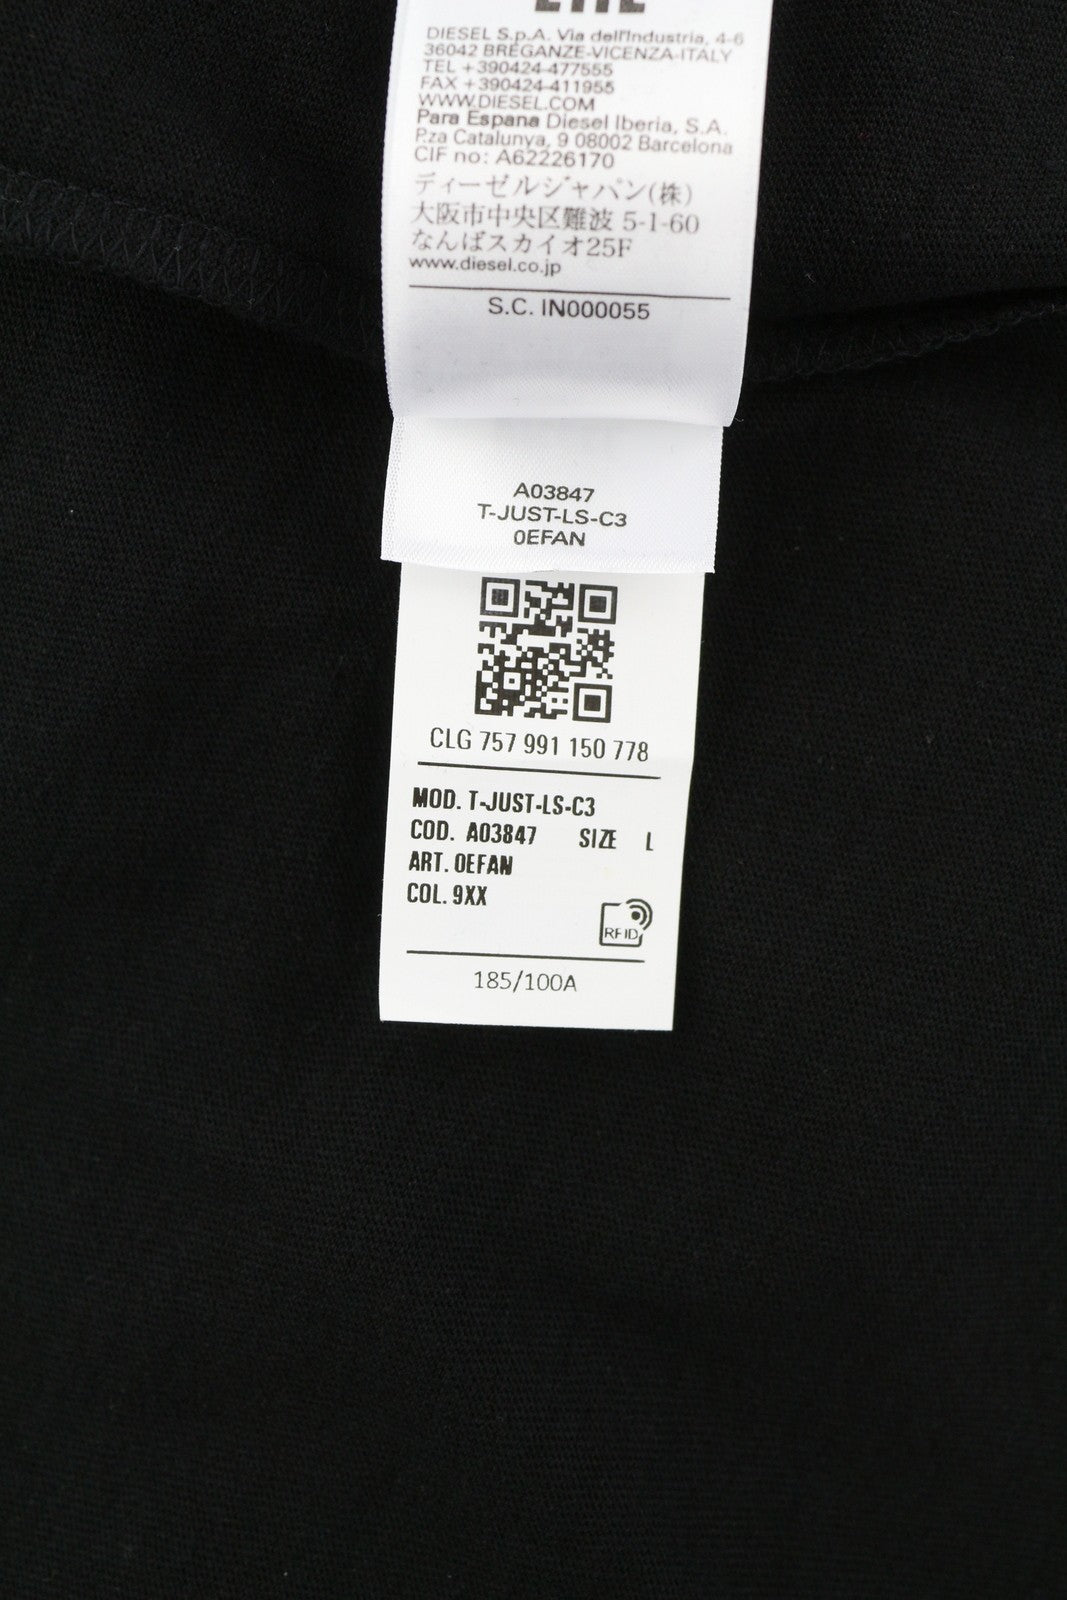 DIESEL S.p.A. Via dell'Industria, 4-6
36042 BREGANZE-VICENZA-ITALY
TEL +390424-477555
FAX +390424-411955
WWW.DIESEL.COM
Para Espana Diesel Iberia, S.A.
P.za Catalunya, 9 08002 Barcelona
CIF no: A62226170
ディーゼルジャパン(株)
大阪市中央区難波 5-1-60
なんばスカイオ25F
www.diesel.co.jp
S.C. IN000055
A03847
T-JUST-LS-C3
0EFAN
CLG 757 991 150 778
MOD. T-JUST-LS-C3
COD. A03847 SIZE L
ART. 0EFAN
COL. 9XX
RFID
185/100A